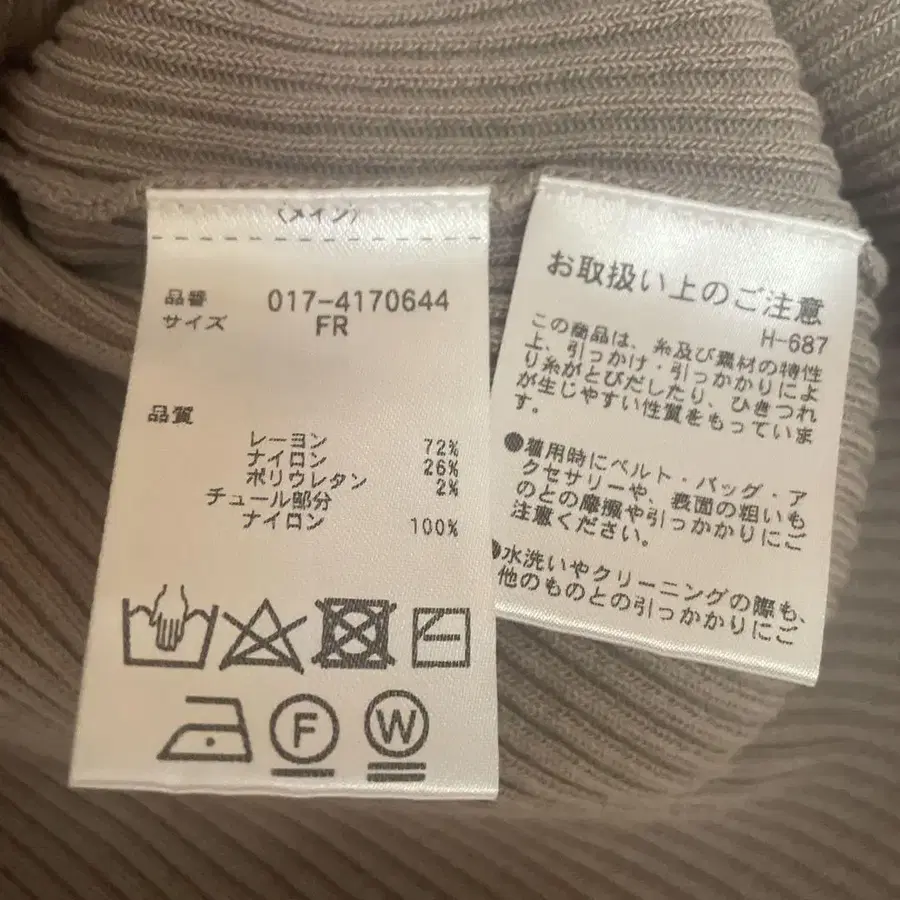 〈メイン〉
品番 017-4170644
サイズ FR
品質
レーヨン 72%
ナイロン 26%
ポリウレタン 2%
チュール部分
ナイロン 100%
F
W
お取扱い上のご注意
H-687
この商品は、糸及び素材の特性
上、引っかけ・引っかかりによ
り糸がとびだしたり、ひきつれ
が生じやすい性質をもっていま
す。
●着用時にベルト・バッグ・ア
クセサリーや、表面の粗いも
のとの摩擦や引っかかりにご
注意ください。
●水洗いやクリーニングの際も、
他のものとの引っかかりにご